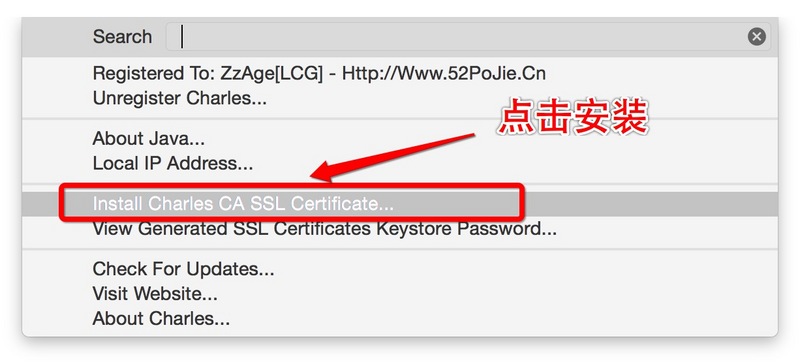 Search
Registered To: ZzAge[LCG] - Http://Www.52PoJie.Cn
Unregister Charles...
点击安装
About Java...
Local IP Address...
Install Charles CA SSL Certificate...
View Generated SSL Certificates Keystore Password...
Check For Updates...
Visit Website...
About Charles...